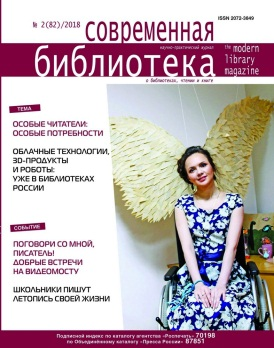 № 2(82)/2018
ISSN 2072-3849
современная
научно-практический журнал
библиотека
the modern
library
magazine
о библиотеках, чтении и книге
ТЕМА
ОСОБЫЕ ЧИТАТЕЛИ:
ОСОБЫЕ ПОТРЕБНОСТИ
ОБЛАЧНЫЕ ТЕХНОЛОГИИ,
3D-ПРОДУКТЫ
И РОБОТЫ:
УЖЕ В БИБЛИОТЕКАХ
РОССИИ
СОБЫТИЕ
ПОГОВОРИ СО МНОЙ,
ПИСАТЕЛЬ!
ДОБРЫЕ ВСТРЕЧИ
НА ВИДЕОМОСТУ
ШКОЛЬНИКИ ПИШУТ
ЛЕТОПИСЬ СВОЕЙ ЖИЗНИ
Подписной индекс по каталогу агентства «Роспечать» 70198
по Объединённому каталогу «Пресса России» 87851